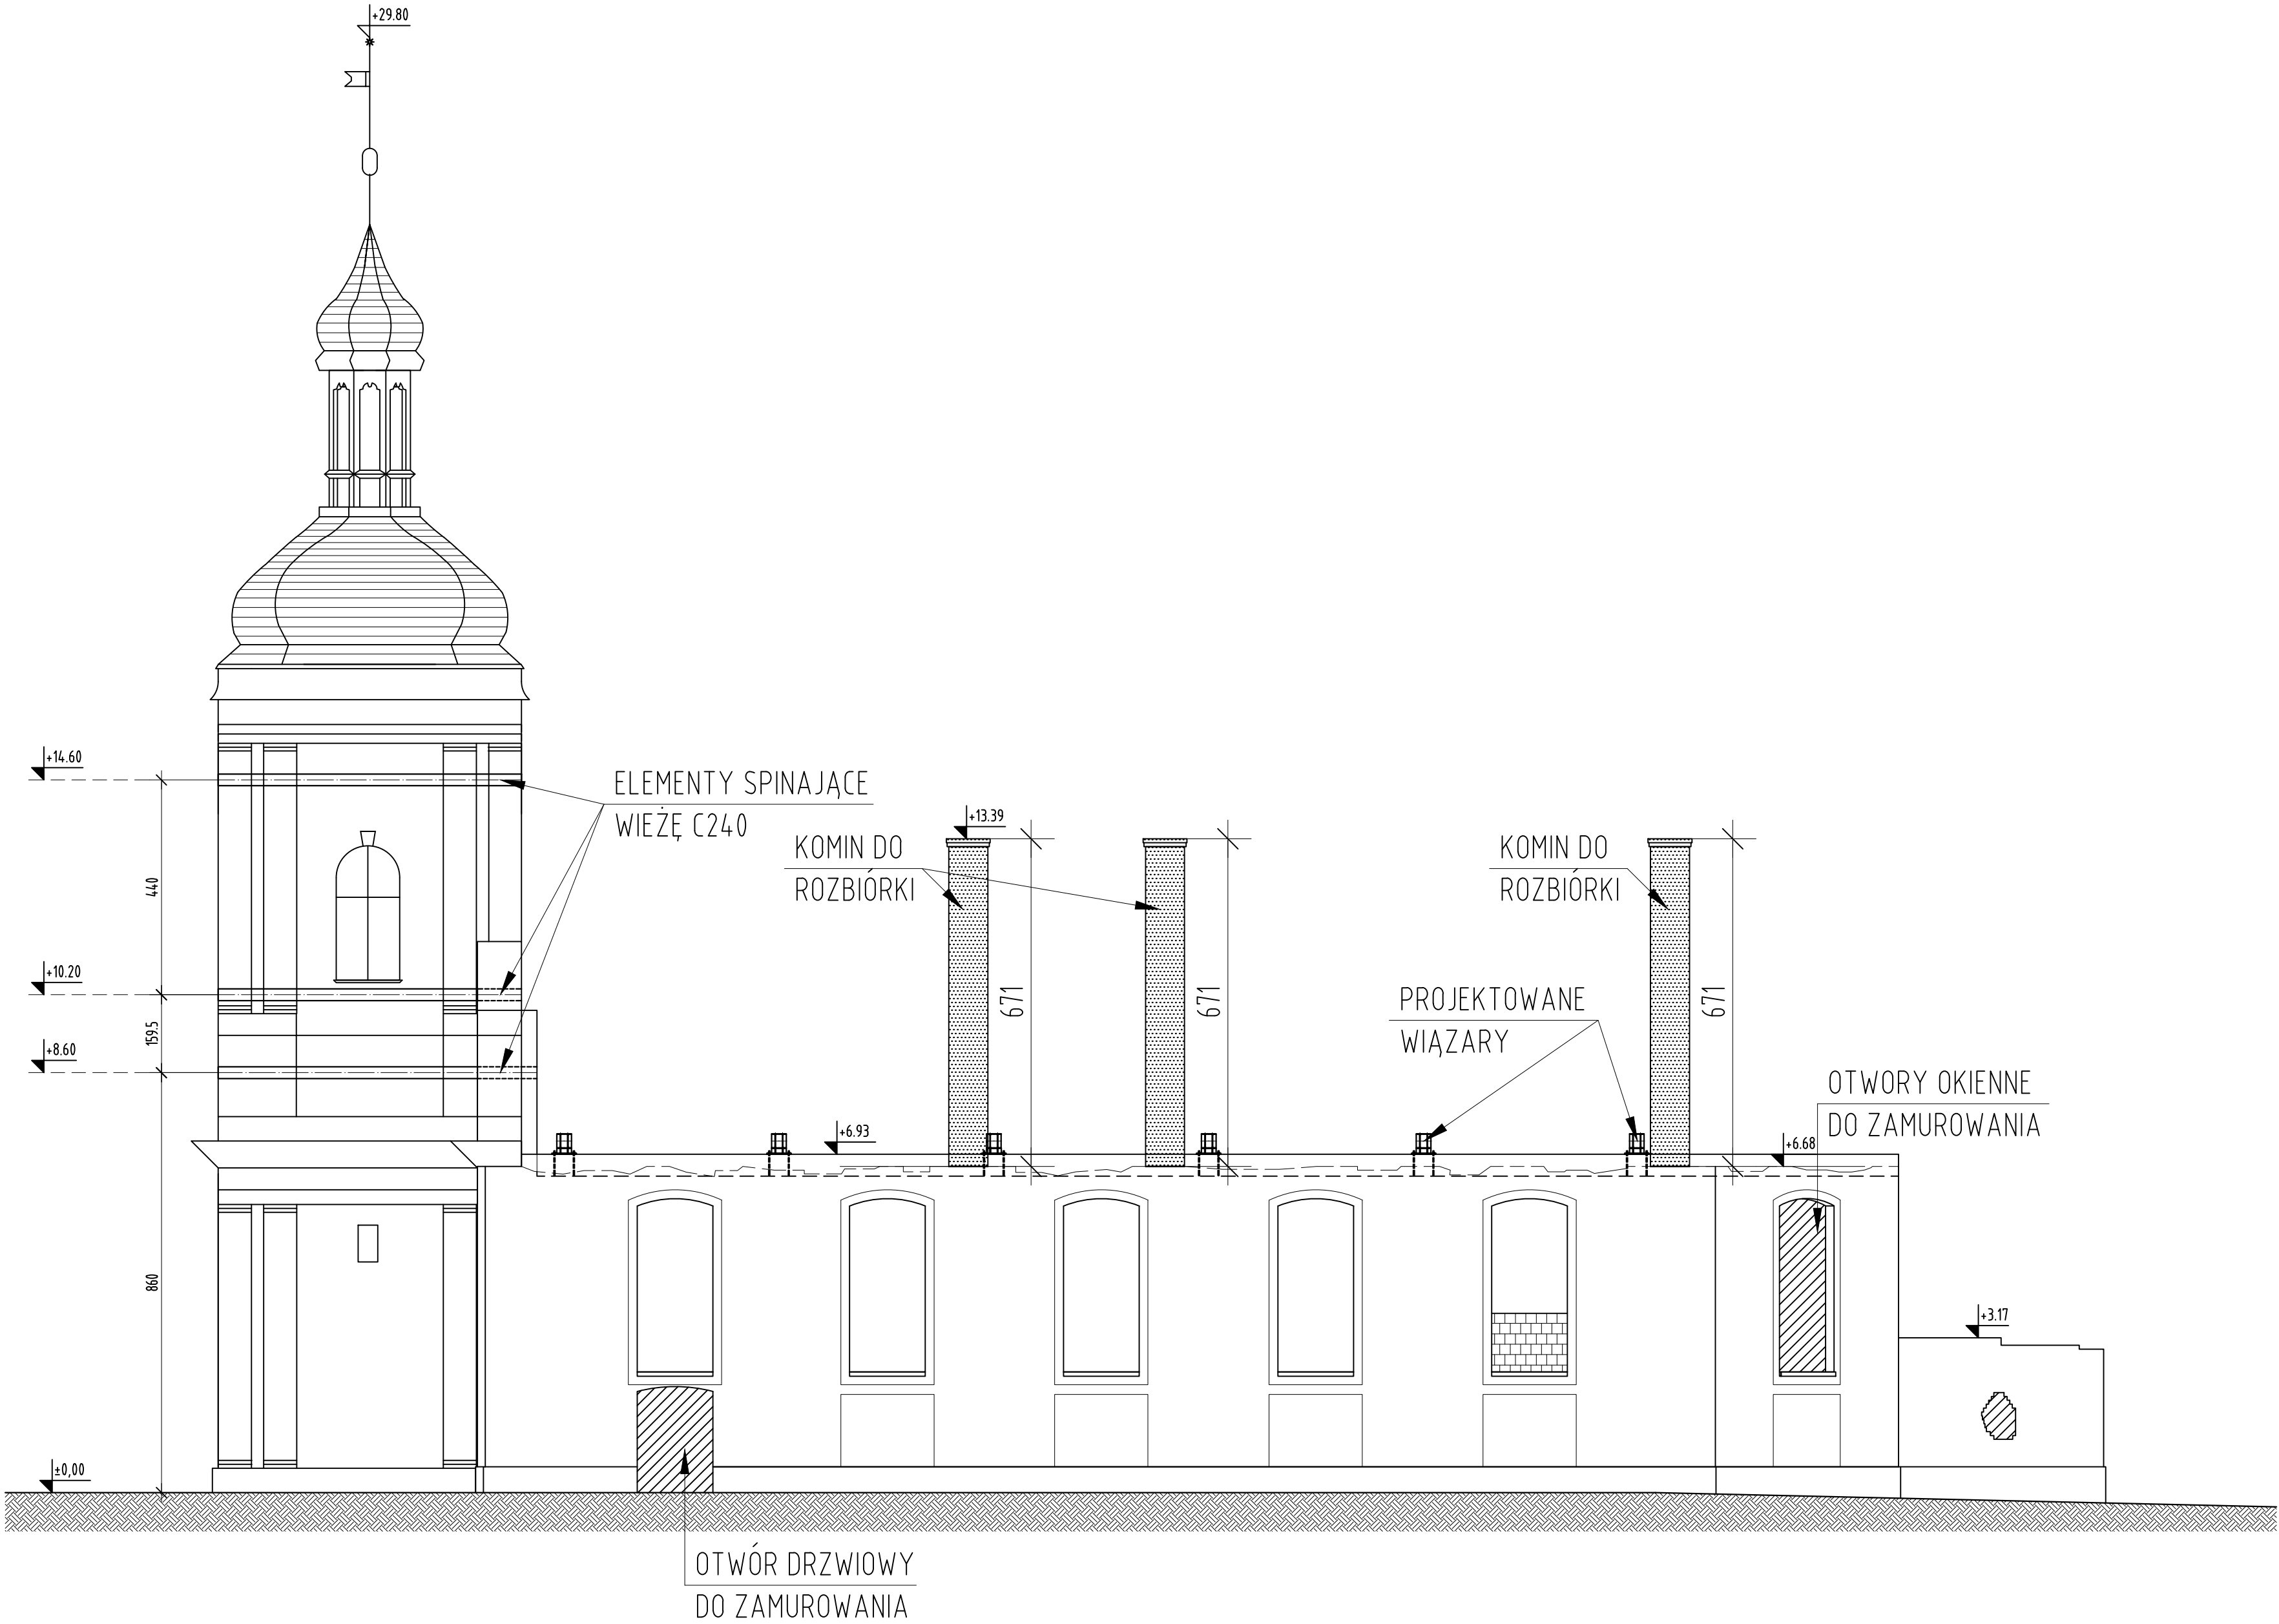 +29.80
+14.60
ELEMENTY SPINAJĄCE
WIEŻĘ C240
+13.39
KOMIN DO
ROZBIÓRKI
KOMIN DO
ROZBIÓRKI
440
+10.20
671
671
671
PROJEKTOWANE
WIĄZARY
159.5
+8.60
OTWORY OKIENNE
DO ZAMUROWANIA
+6.93
+6.68
860
+3.17
±0,00
OTWÓR DRZWIOWY
DO ZAMUROWANIA